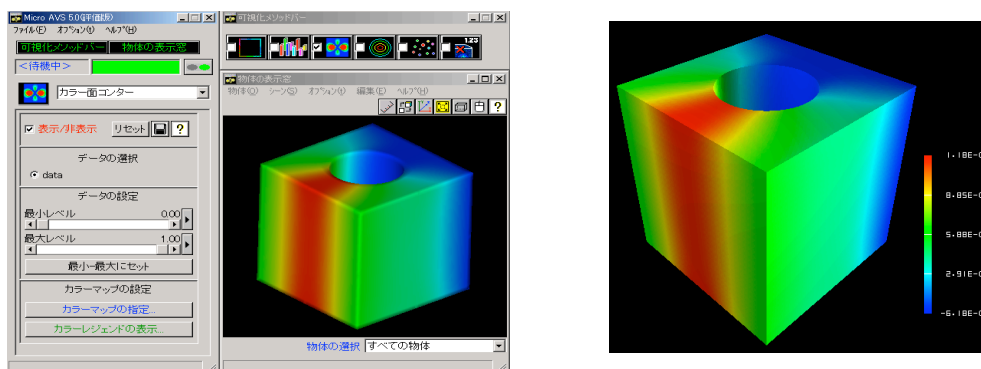 Micro AVS 5.0(評価版)
ファイル(F) オプション(O) ヘルプ(H)
可視化メソッドバー 物体の表示窓
<待機中>
カラー面コンター
表示/非表示 リセット ?
データの選択
data
データの設定
最小レベル 0.00
最大レベル 1.00
最小-最大にセット
カラーマップの設定
カラーマップの指定...
カラーレジェンドの表示...
可視化メソッドバー
1.23
物体の表示窓
物体(O) シーン(S) オプション(O) 編集(E) ヘルプ(H)
?
物体の選択 すべての物体
1.18E-0
8.85E-0
5.88E-0
2.91E-0
-6.18E-0